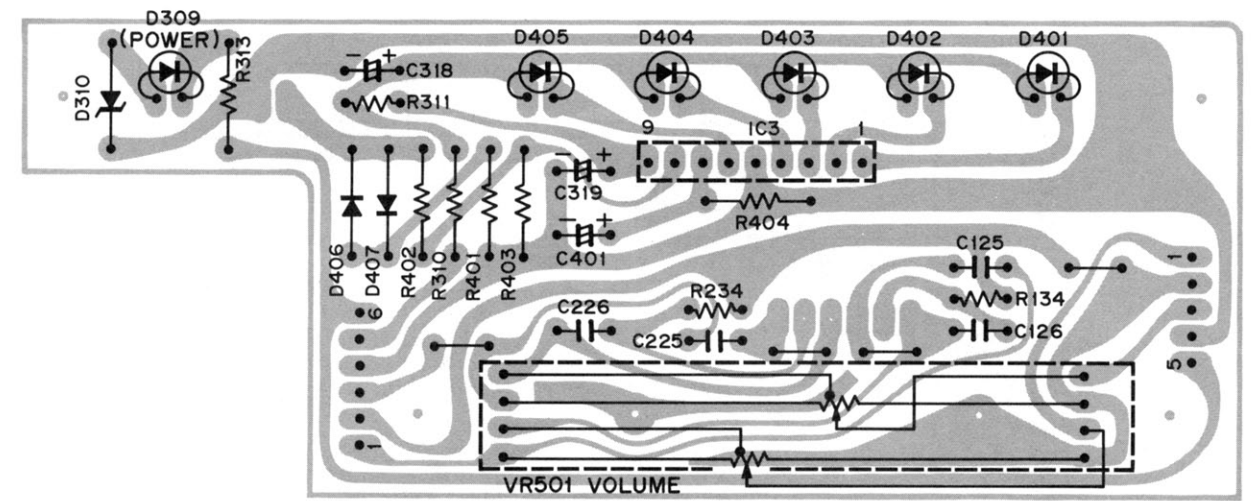 D309
(POWER)
R313
D310
C318
R311
D405
D404
D403
D402
D401
9
IC3
1
C319
R404
C401
D406
D407
R402
R310
R401
R403
C125
1
R134
C126
R234
C226
C225
6
1
5
VR501 VOLUME